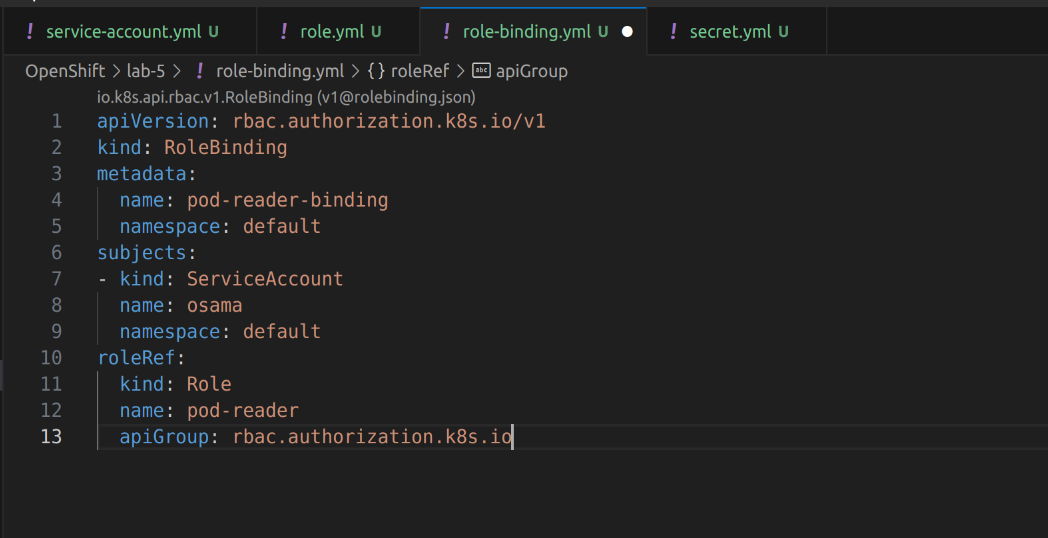 ! service-account.yml U ! role.yml U ! role-binding.yml U ● ! secret.yml U
OpenShift > lab-5 > ! role-binding.yml > {} roleRef > abc apiGroup
io.k8s.api.rbac.v1.RoleBinding (v1@rolebinding.json)
1 apiVersion: rbac.authorization.k8s.io/v1
2 kind: RoleBinding
3 metadata:
4   name: pod-reader-binding
5   namespace: default
6 subjects:
7 - kind: ServiceAccount
8   name: osama
9   namespace: default
10 roleRef:
11   kind: Role
12   name: pod-reader
13   apiGroup: rbac.authorization.k8s.io